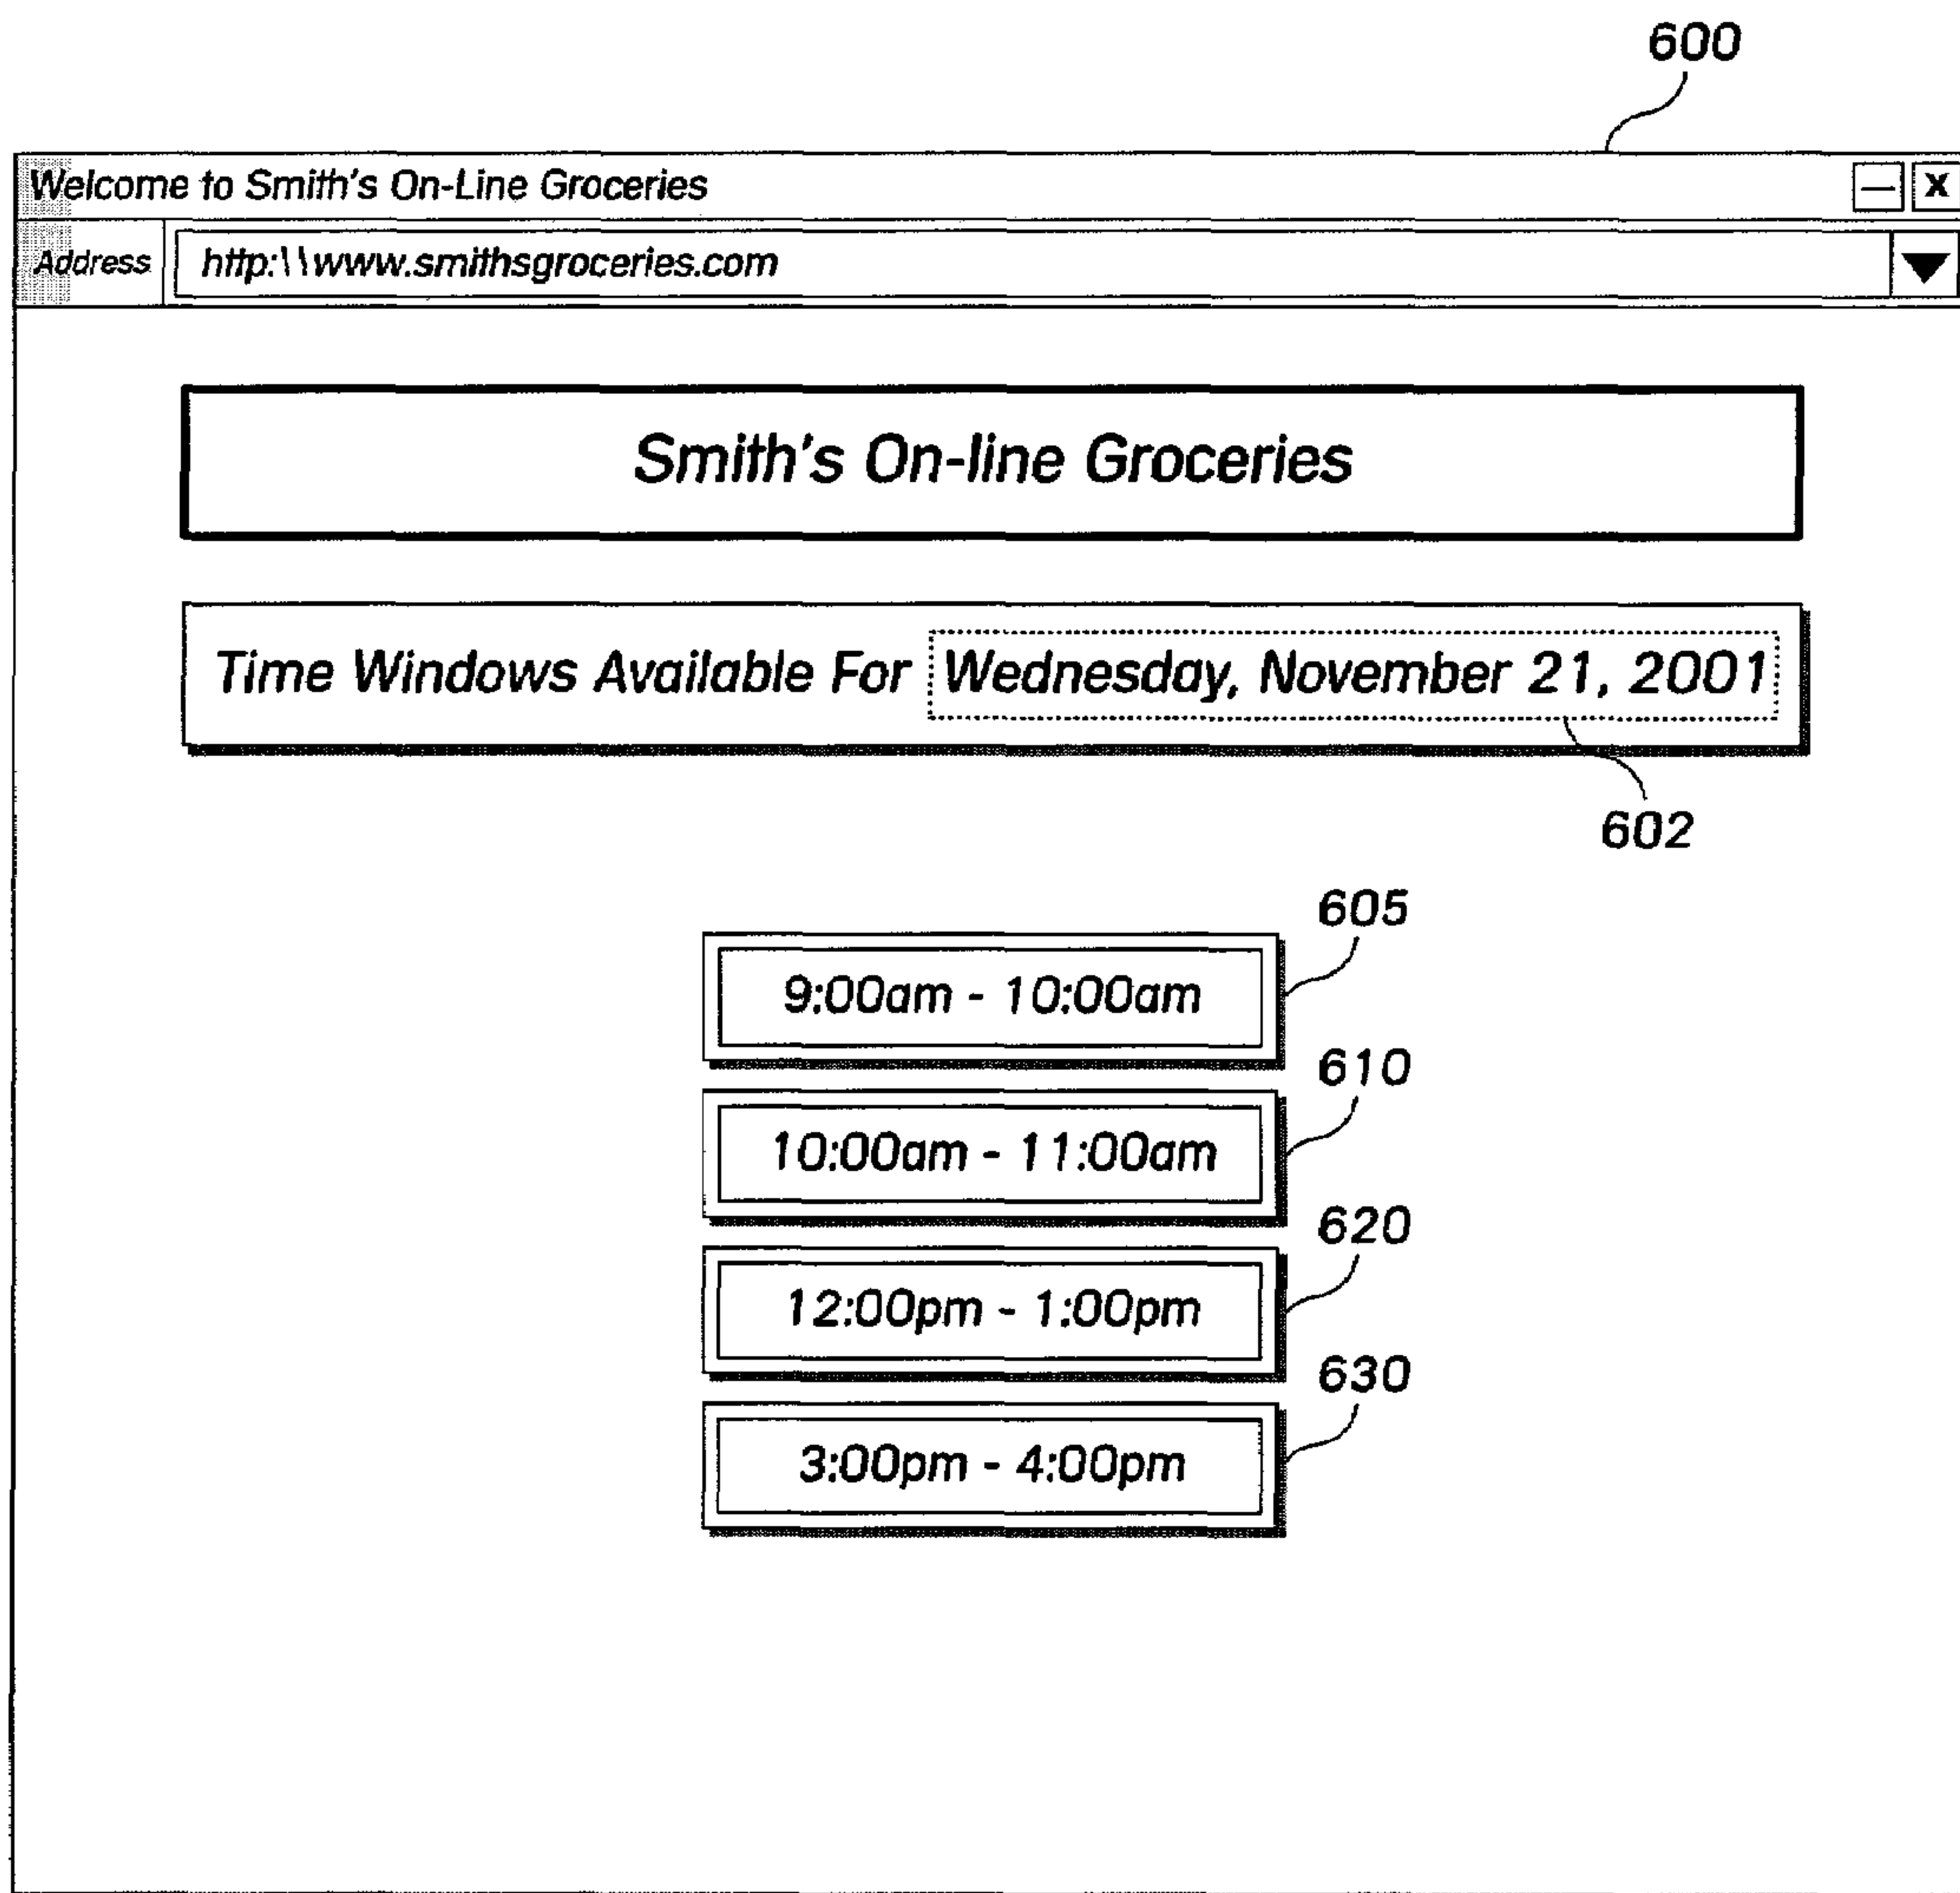 600
Welcome to Smith's On-Line Groceries
X
Address http:\\www.smithsgroceries.com
Smith's On-line Groceries
Time Windows Available For Wednesday, November 21, 2001
602
605
9:00am - 10:00am
610
10:00am - 11:00am
620
12:00pm - 1:00pm
630
3:00pm - 4:00pm